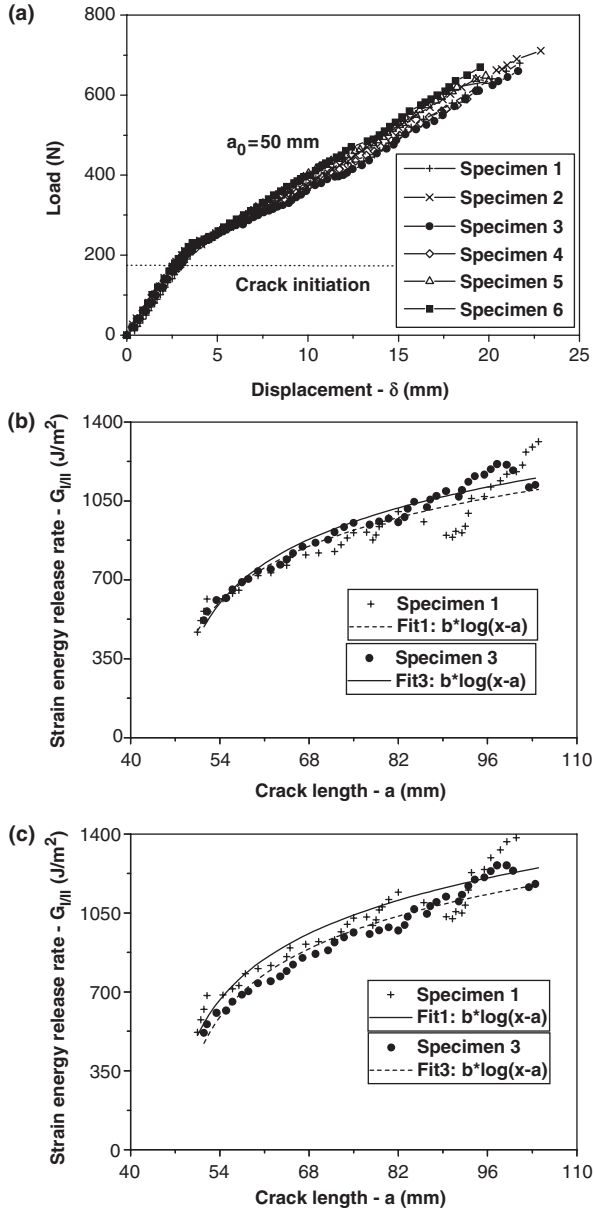 (a)
800
600
400
200
0
Load (N)
a0=50 mm
Crack initiation
Specimen 1
Specimen 2
Specimen 3
Specimen 4
Specimen 5
Specimen 6
0 5 10 15 20 25
Displacement - δ (mm)
(b)
1400
1050
700
350
0
Strain energy release rate - GI/II (J/m²)
Specimen 1
Fit1: b*log(x-a)
Specimen 3
Fit3: b*log(x-a)
40 54 68 82 96 110
Crack length - a (mm)
(c)
1400
1050
700
350
0
Strain energy release rate - GI/II (J/m²)
Specimen 1
Fit1: b*log(x-a)
Specimen 3
Fit3: b*log(x-a)
40 54 68 82 96 110
Crack length - a (mm)